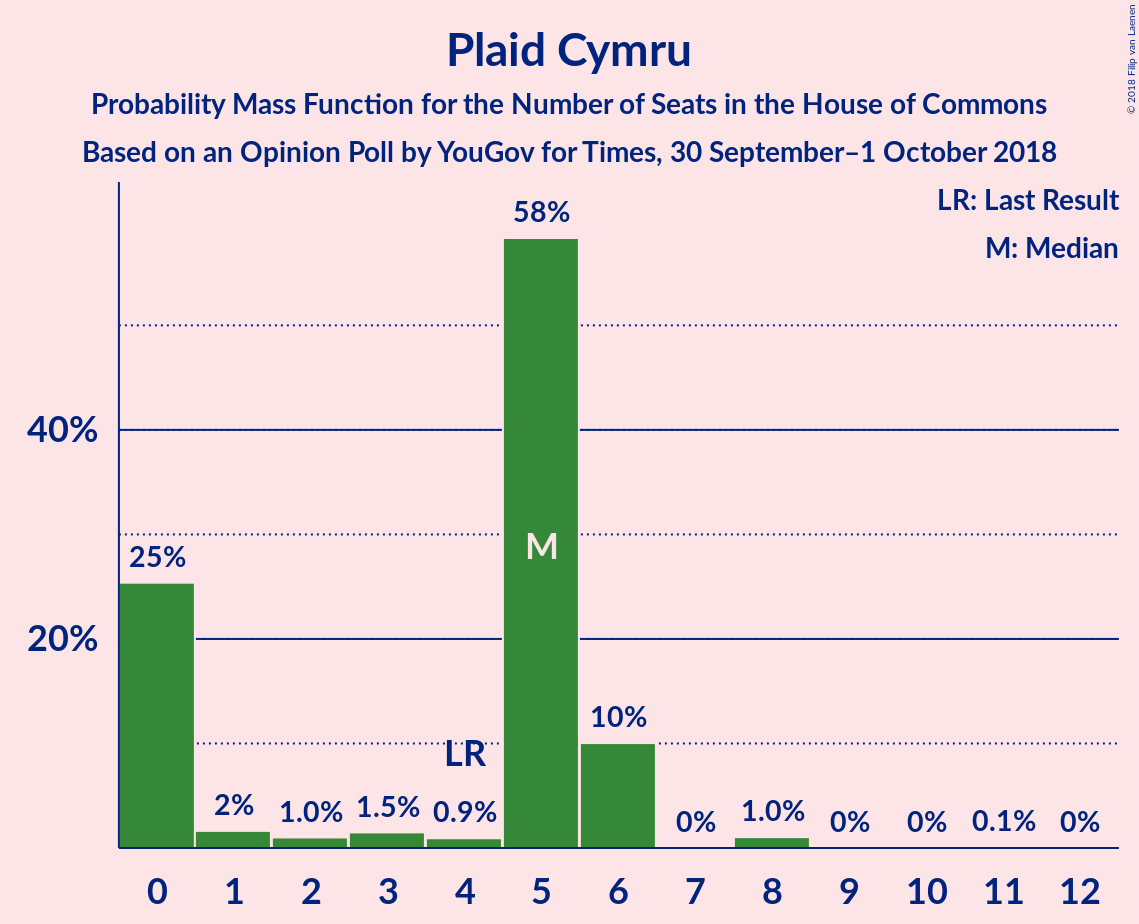 Plaid Cymru
Probability Mass Function for the Number of Seats in the House of Commons
Based on an Opinion Poll by YouGov for Times, 30 September–1 October 2018
© 2018 Filip van Laenen
LR: Last Result
M: Median
58%
40%
M
25%
20%
10%
LR
2%
1.0%
1.5%
0.9%
0%
1.0%
0%
0%
0.1%
0%
0 1 2 3 4 5 6 7 8 9 10 11 12